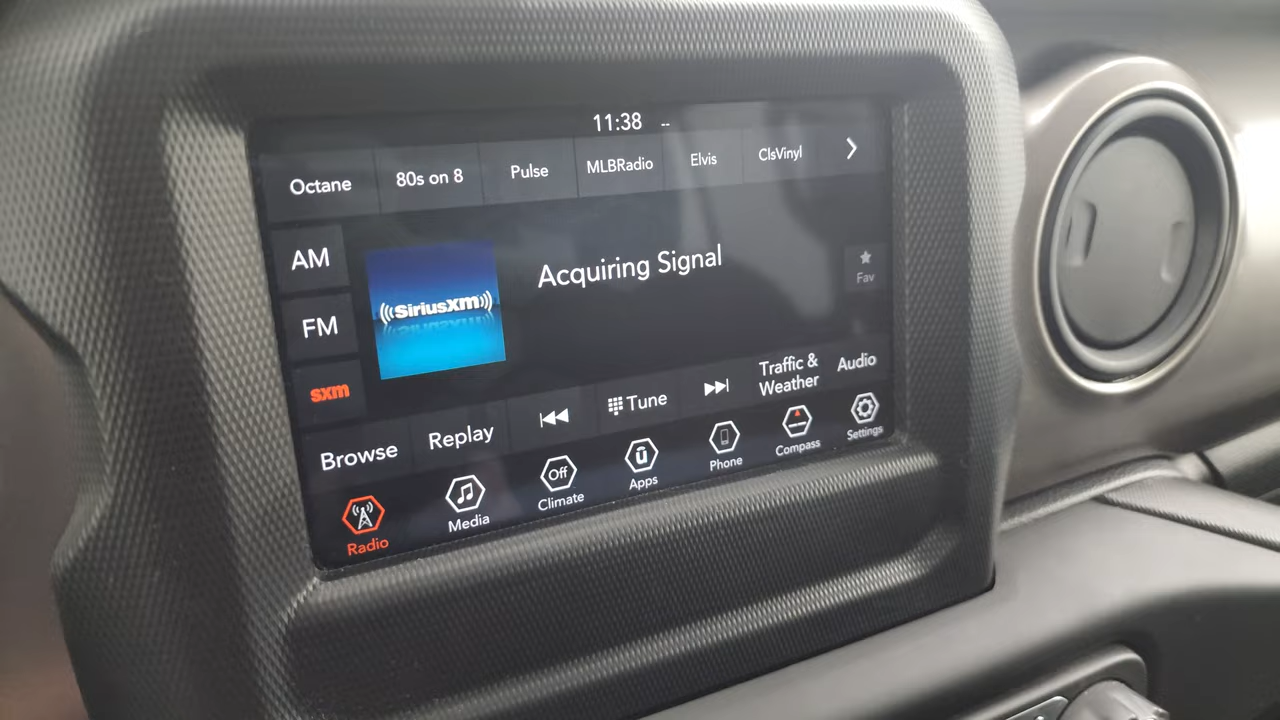 11:38 --
Octane 80s on 8 Pulse MLBRadio Elvis ClsVinyl
AM
FM
sxm
((SiriusXM))
Acquiring Signal
Fav
Browse Replay Tune Traffic & Weather Audio
Radio Media Off Climate Apps Phone Compass Settings